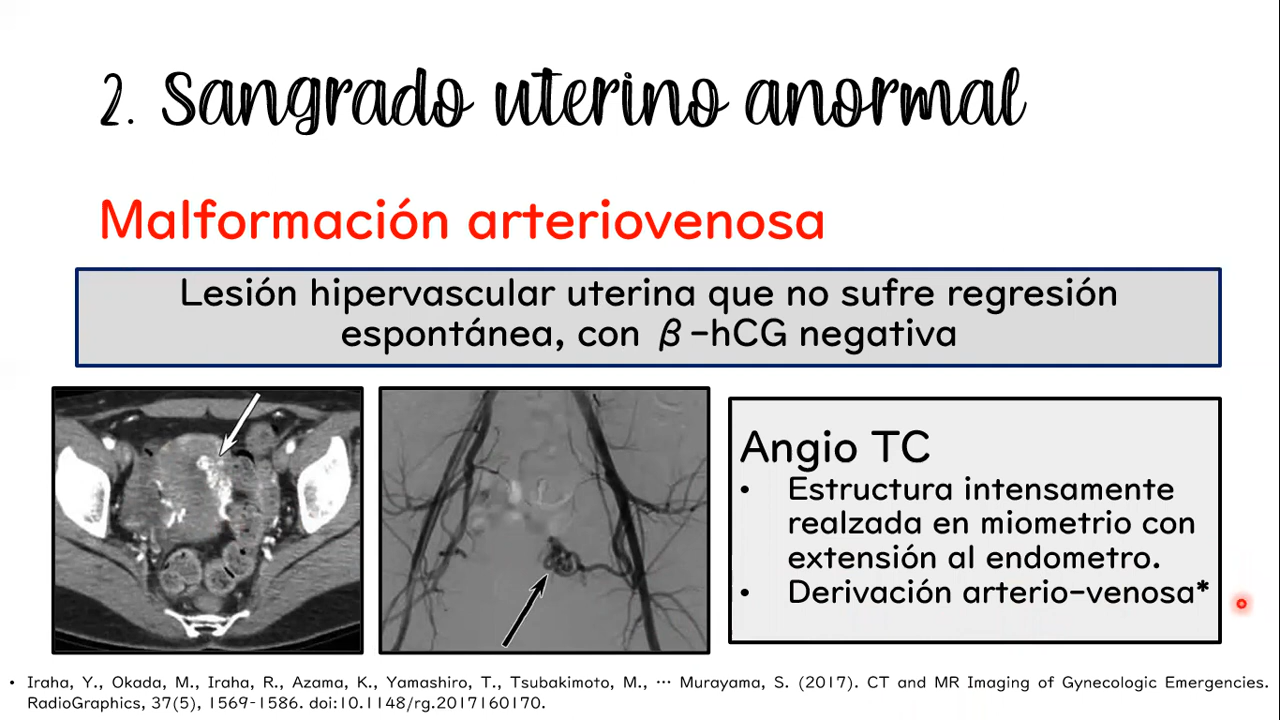 2. Sangrado uterino anormal
Malformación arteriovenosa
Lesión hipervascular uterina que no sufre regresión
espontánea, con β-hCG negativa
Angio TC
• Estructura intensamente
realzada en miometrio con
extensión al endometro.
• Derivación arterio-venosa*
• Iraha, Y., Okada, M., Iraha, R., Azama, K., Yamashiro, T., Tsubakimoto, M., … Murayama, S. (2017). CT and MR Imaging of Gynecologic Emergencies.
RadioGraphics, 37(5), 1569-1586. doi:10.1148/rg.2017160170.